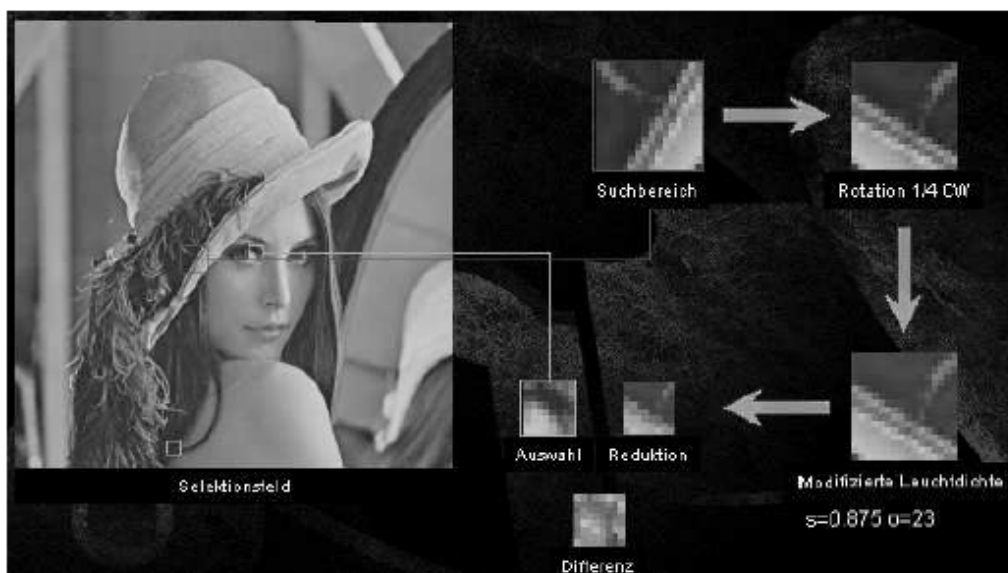 Suchbereich
Rotation 1/4 CW
Auswahl
Reduktion
Selektionsfeld
Modifizierte Leuchtdichte
s=0.875 o=23
Differenz